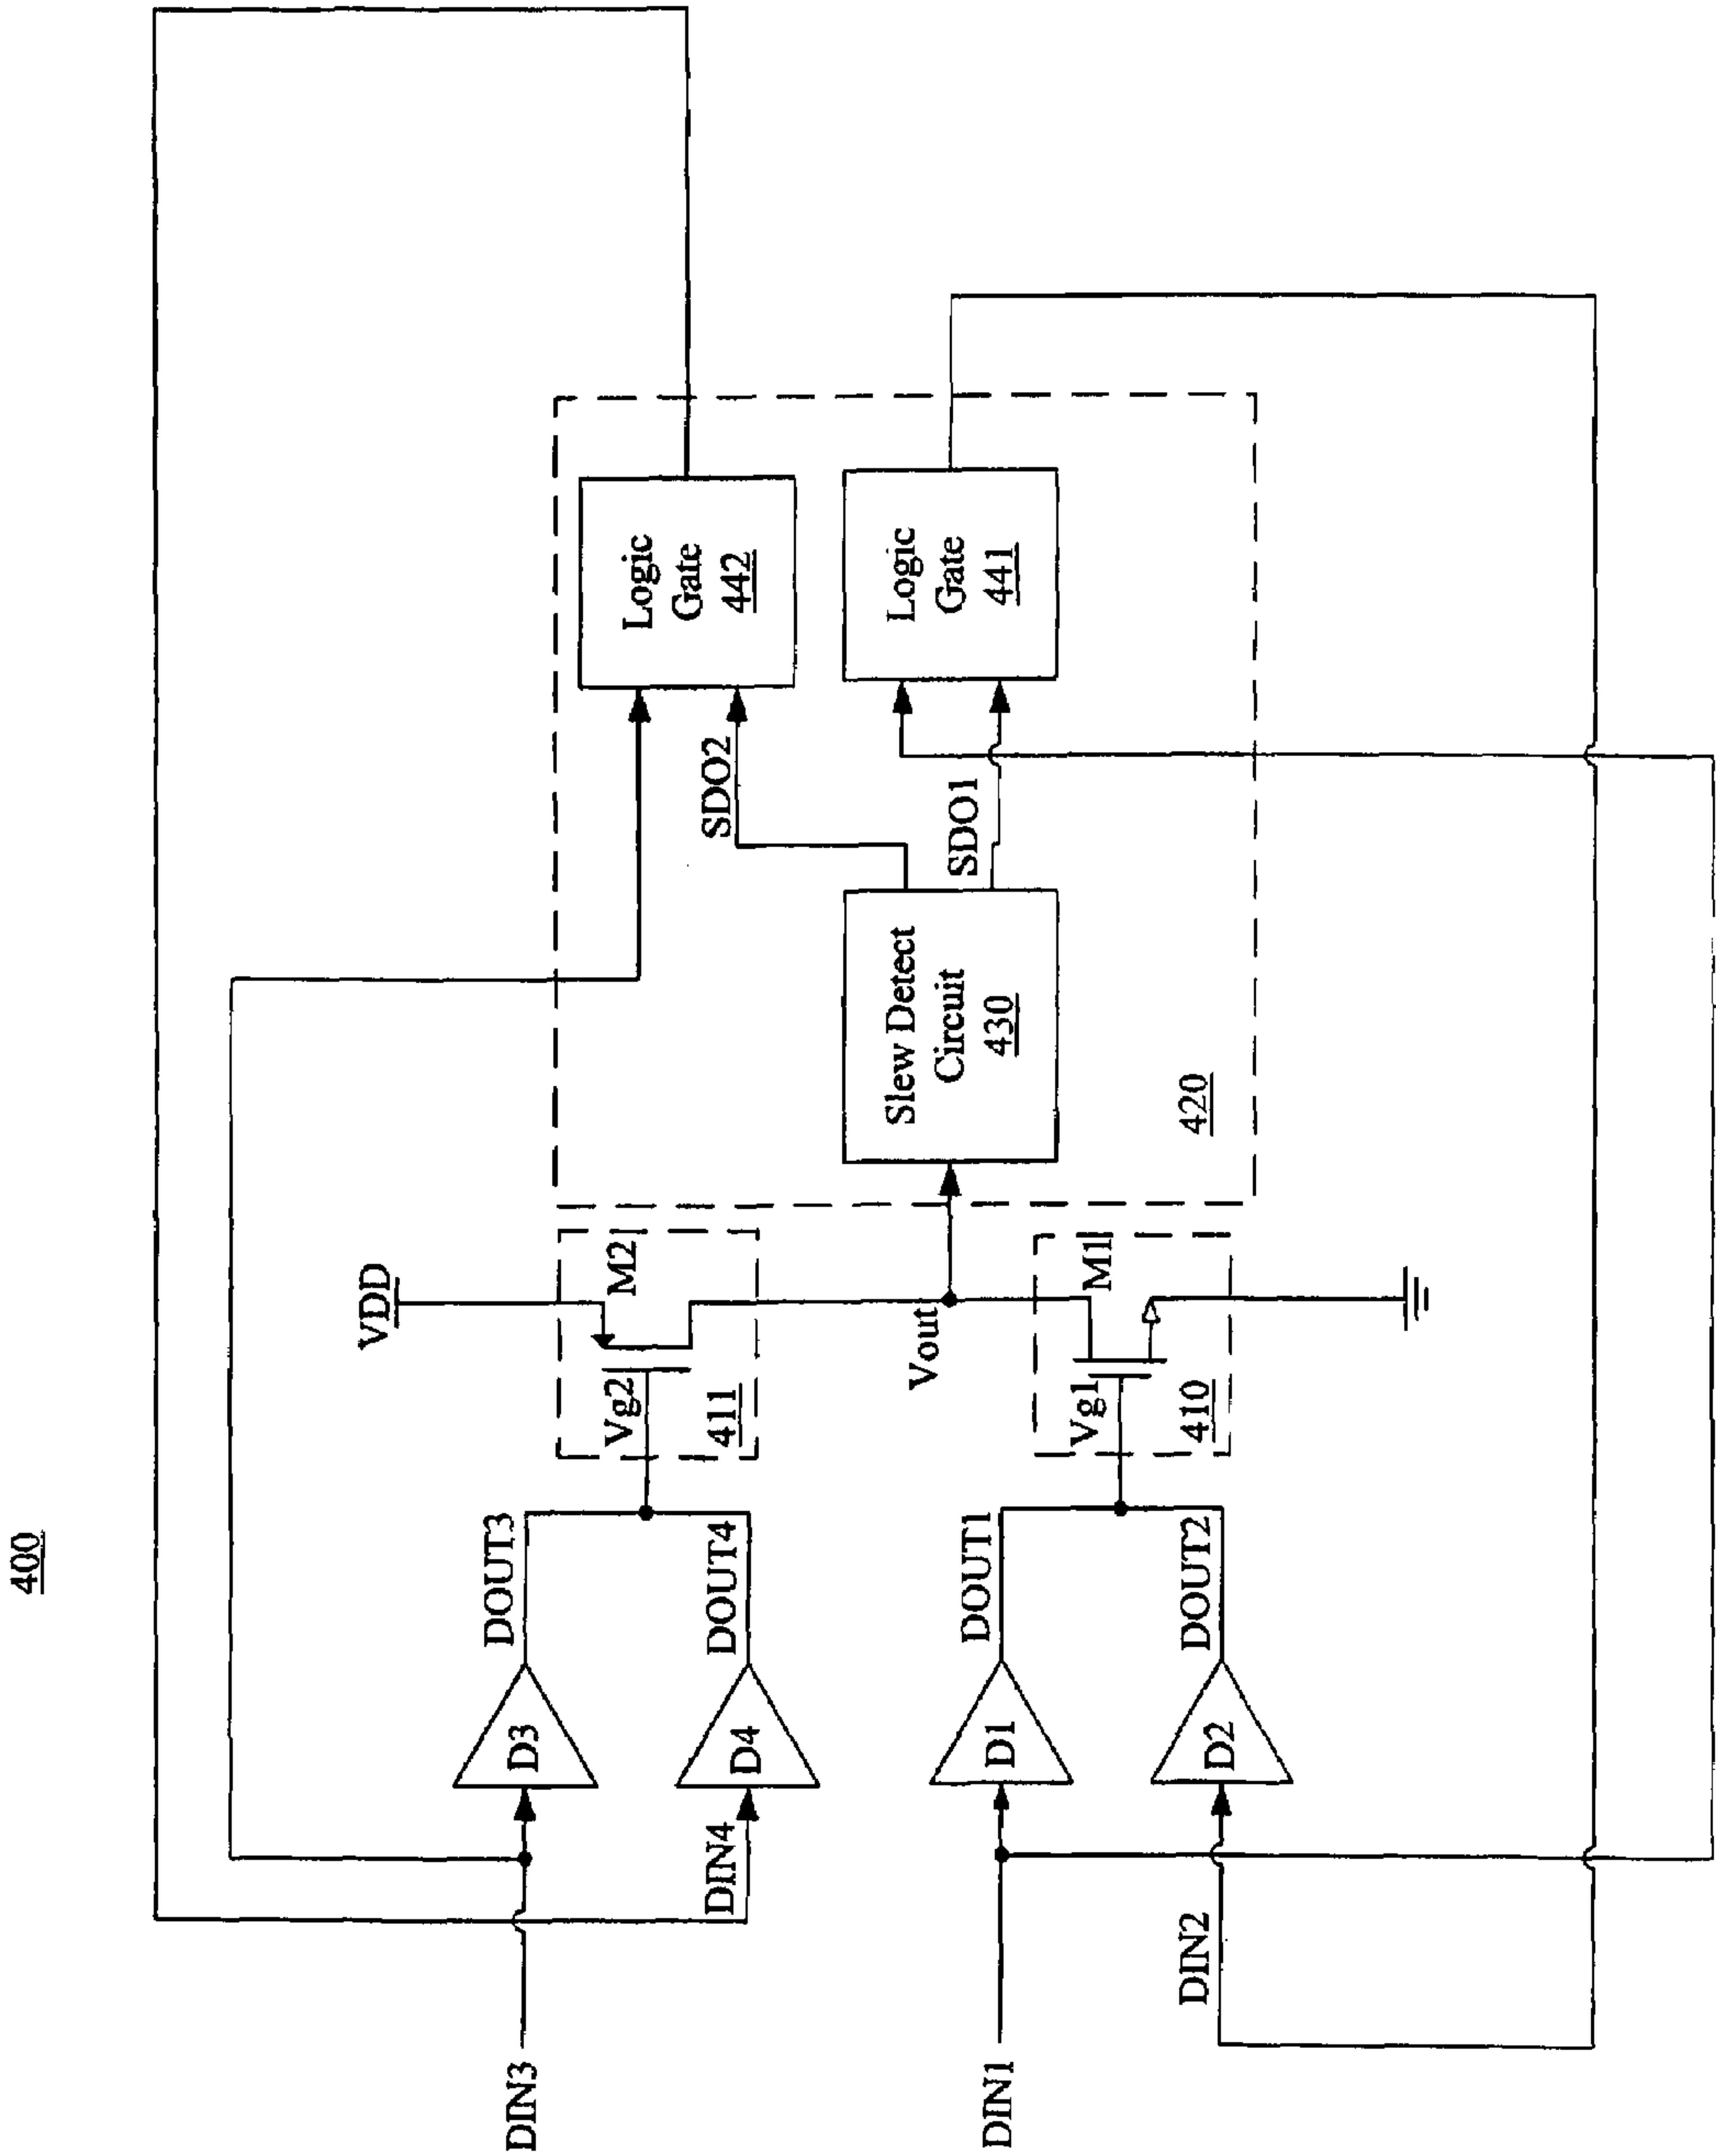 400
VDD
DIN3
D3
DOUT3
DIN4
D4
DOUT4
Vg2
M2
411
Vout
DIN1
D1
DOUT1
DIN2
D2
DOUT2
Vg1
M1
410
Slew Detect
Circuit
430
420
SDO2
SDO1
Logic
Gate
442
Logic
Gate
441